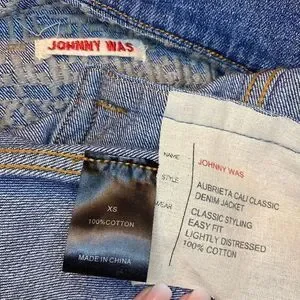 JOHNNY WAS
XS
100%COTTON
MADE IN CHINA
NAME
JOHNNY WAS
STYLE
AUBRIETA CALI CLASSIC
DENIM JACKET
WEAR
CLASSIC STYLING
EASY FIT
LIGHTLY DISTRESSED
100% COTTON